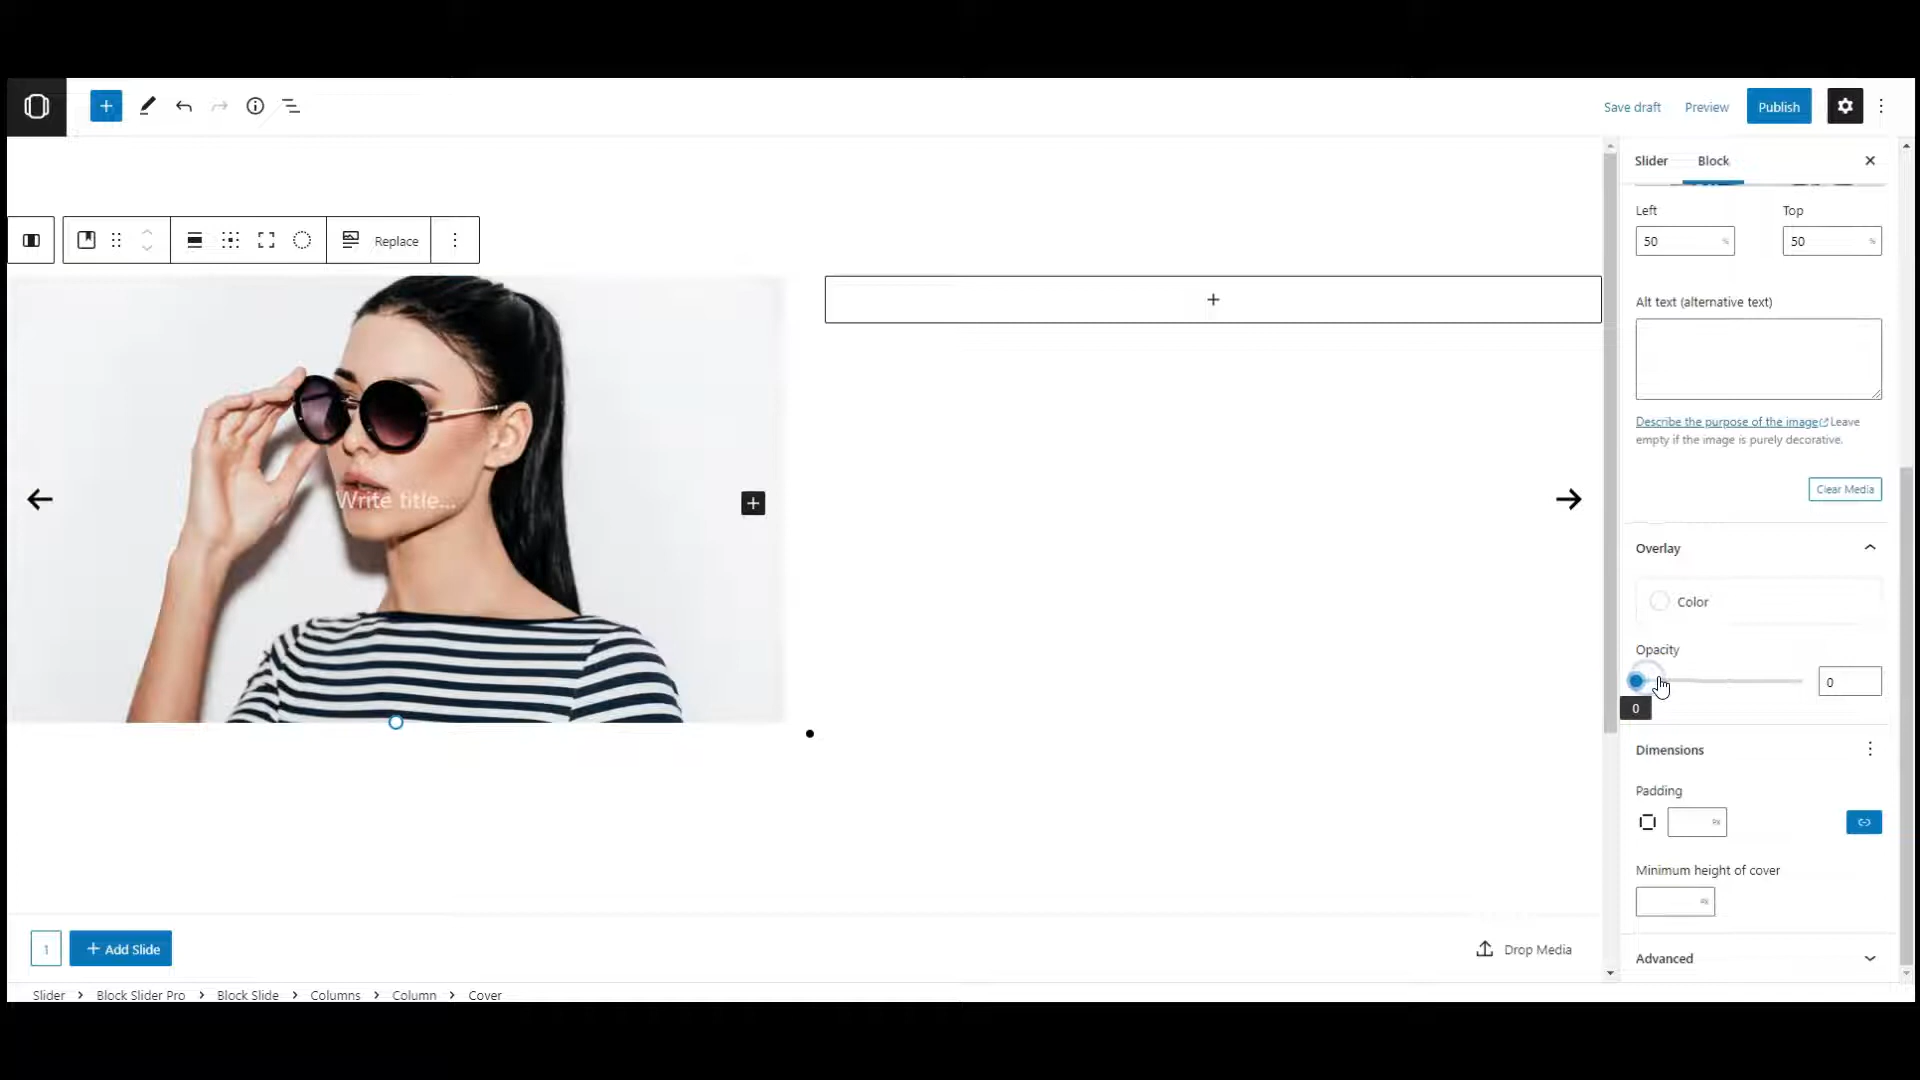 Save draft
Preview
Publish
Slider
Block
Replace
Left
Top
50 %
50 %
Alt text (alternative text)
Describe the purpose of the image Leave
empty if the image is purely decorative.
Clear Media
Write title...
Overlay
Color
Opacity
0
0
Dimensions
Padding
PX
Minimum height of cover
PX
Advanced
1
Add Slide
Drop Media
Slider > Block Slider Pro > Block Slide > Columns > Column > Cover